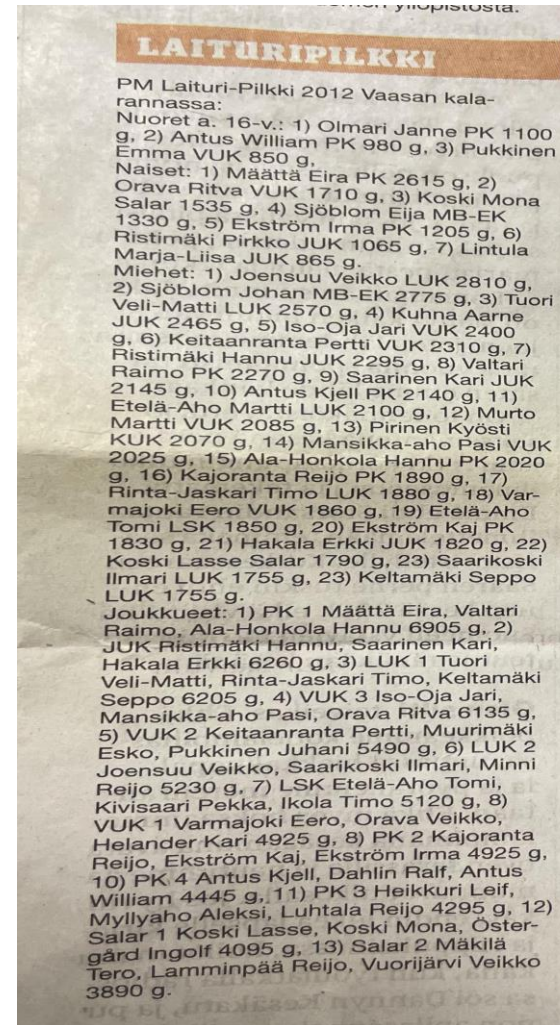 yliopistosta.
LAITURIPILKKI
PM Laituri-Pilkki 2012 Vaasan kala-
rannassa:
Nuoret a. 16-v.: 1) Olmari Janne PK 1100
g, 2) Antus William PK 980 g, 3) Pukkinen
Emma VUK 850 g,
Naiset: 1) Määttä Eira PK 2615 g, 2)
Orava Ritva VUK 1710 g, 3) Koski Mona
Salar 1535 g, 4) Sjöblom Eija MB-EK
1330 g, 5) Ekström Irma PK 1205 g, 6)
Ristimäki Pirkko JUK 1065 g, 7) Lintula
Marja-Liisa JUK 865 g.
Miehet: 1) Joensuu Veikko LUK 2810 g,
2) Sjöblom Johan MB-EK 2775 g, 3) Tuori
Veli-Matti LUK 2570 g, 4) Kuhna Aarne
JUK 2465 g, 5) Iso-Oja Jari VUK 2400
g, 6) Keitaanranta Pertti VUK 2310 g, 7)
Ristimäki Hannu JUK 2295 g, 8) Valtari
Raimo PK 2270 g, 9) Saarinen Kari JUK
2145 g, 10) Antus Kjell PK 2140 g, 11)
Etelä-Aho Martti LUK 2100 g, 12) Murto
Martti VUK 2085 g, 13) Pirinen Kyösti
KUK 2070 g, 14) Mansikka-aho Pasi VUK
2025 g, 15) Ala-Honkola Hannu PK 2020
g, 16) Kajoranta Reijo PK 1890 g, 17)
Rinta-Jaskari Timo LUK 1880 g, 18) Var-
majoki Eero VUK 1860 g, 19) Etelä-Aho
Tomi LSK 1850 g, 20) Ekström Kaj PK
1830 g, 21) Hakala Erkki JUK 1820 g, 22)
Koski Lasse Salar 1790 g, 23) Saarikoski
Ilmari LUK 1755 g, 23) Keltamäki Seppo
LUK 1755 g.
Joukkueet: 1) PK 1 Määttä Eira, Valtari
Raimo, Ala-Honkola Hannu 6905 g, 2)
JUK Ristimäki Hannu, Saarinen Kari,
Hakala Erkki 6260 g, 3) LUK 1 Tuori
Veli-Matti, Rinta-Jaskari Timo, Keltamäki
Seppo 6205 g, 4) VUK 3 Iso-Oja Jari,
Mansikka-aho Pasi, Orava Ritva 6135 g,
5) VUK 2 Keitaanranta Pertti, Muurimäki
Esko, Pukkinen Juhani 5490 g, 6) LUK 2
Joensuu Veikko, Saarikoski Ilmari, Minni
Reijo 5230 g, 7) LSK Etelä-Aho Tomi,
Kivisaari Pekka, Ikola Timo 5120 g, 8)
VUK 1 Varmajoki Eero, Orava Veikko,
Helander Kari 4925 g, 8) PK 2 Kajoranta
Reijo, Ekström Kaj, Ekström Irma 4925 g,
10) PK 4 Antus Kjell, Dahlin Ralf, Antus
William 4445 g, 11) PK 3 Heikkuri Leif,
Myllyaho Aleksi, Luhtala Reijo 4295 g, 12)
Salar 1 Koski Lasse, Koski Mona, Öster-
gård Ingolf 4095 g, 13) Salar 2 Mäkilä
Tero, Lamminpää Reijo, Vuorijärvi Veikko
3890 g.